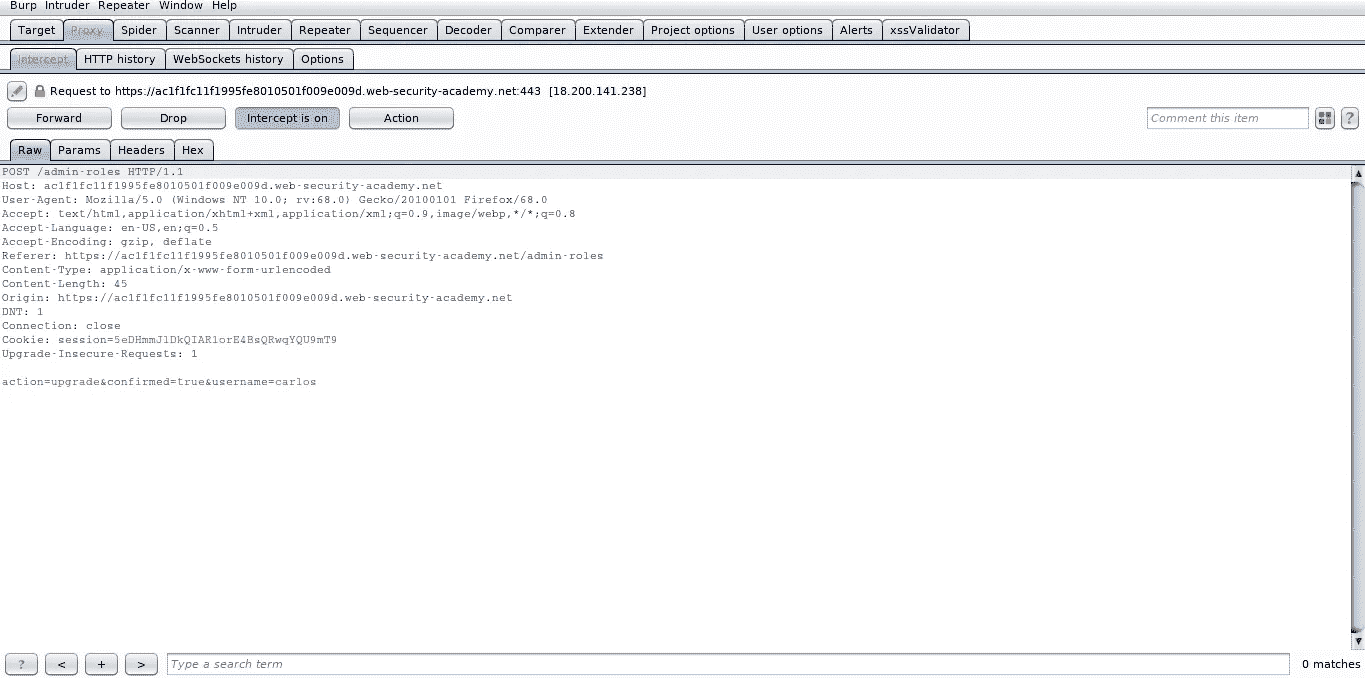 Burp Intruder Repeater Window Help
Target Proxy Spider Scanner Intruder Repeater Sequencer Decoder Comparer Extender Project options User options Alerts xssValidator
Intercept HTTP history WebSockets history Options
Request to https://ac1f1fc11f1995fe8010501f009e009d.web-security-academy.net:443 [18.200.141.238]
Forward Drop Intercept is on Action Comment this item ?
Raw Params Headers Hex
POST /admin-roles HTTP/1.1
Host: ac1f1fc11f1995fe8010501f009e009d.web-security-academy.net
User-Agent: Mozilla/5.0 (Windows NT 10.0; rv:68.0) Gecko/20100101 Firefox/68.0
Accept: text/html,application/xhtml+xml,application/xml;q=0.9,image/webp,*/*;q=0.8
Accept-Language: en-US,en;q=0.5
Accept-Encoding: gzip, deflate
Referer: https://ac1f1fc11f1995fe8010501f009e009d.web-security-academy.net/admin-roles
Content-Type: application/x-www-form-urlencoded
Content-Length: 45
Origin: https://ac1f1fc11f1995fe8010501f009e009d.web-security-academy.net
DNT: 1
Connection: close
Cookie: session=5eDHmmJlDkQIAR1orE4BsQRwqYQU9mT9
Upgrade-Insecure-Requests: 1
action=upgrade&confirmed=true&username=carlos
? < + > Type a search term 0 matches